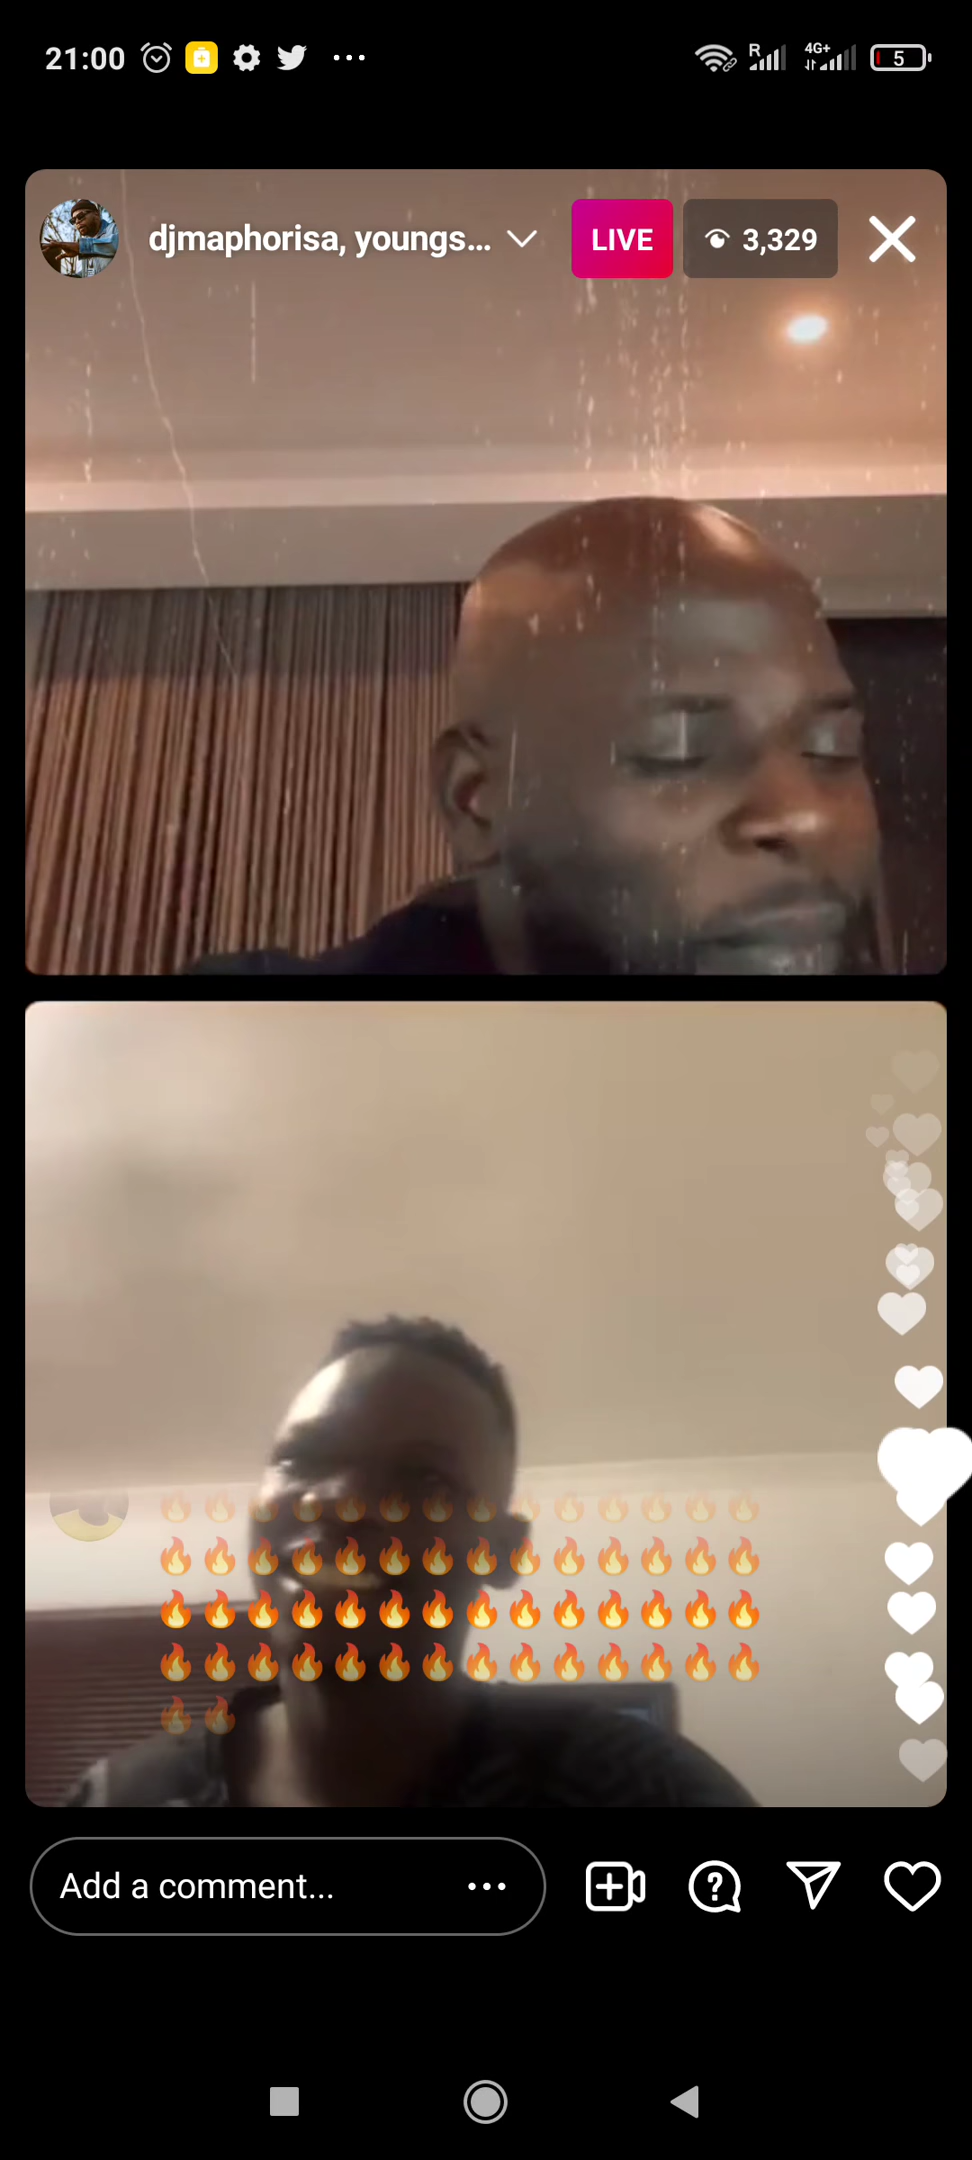 21:00
R
4G+
5
djmaphorisa, youngs...
LIVE
3,329
Add a comment...